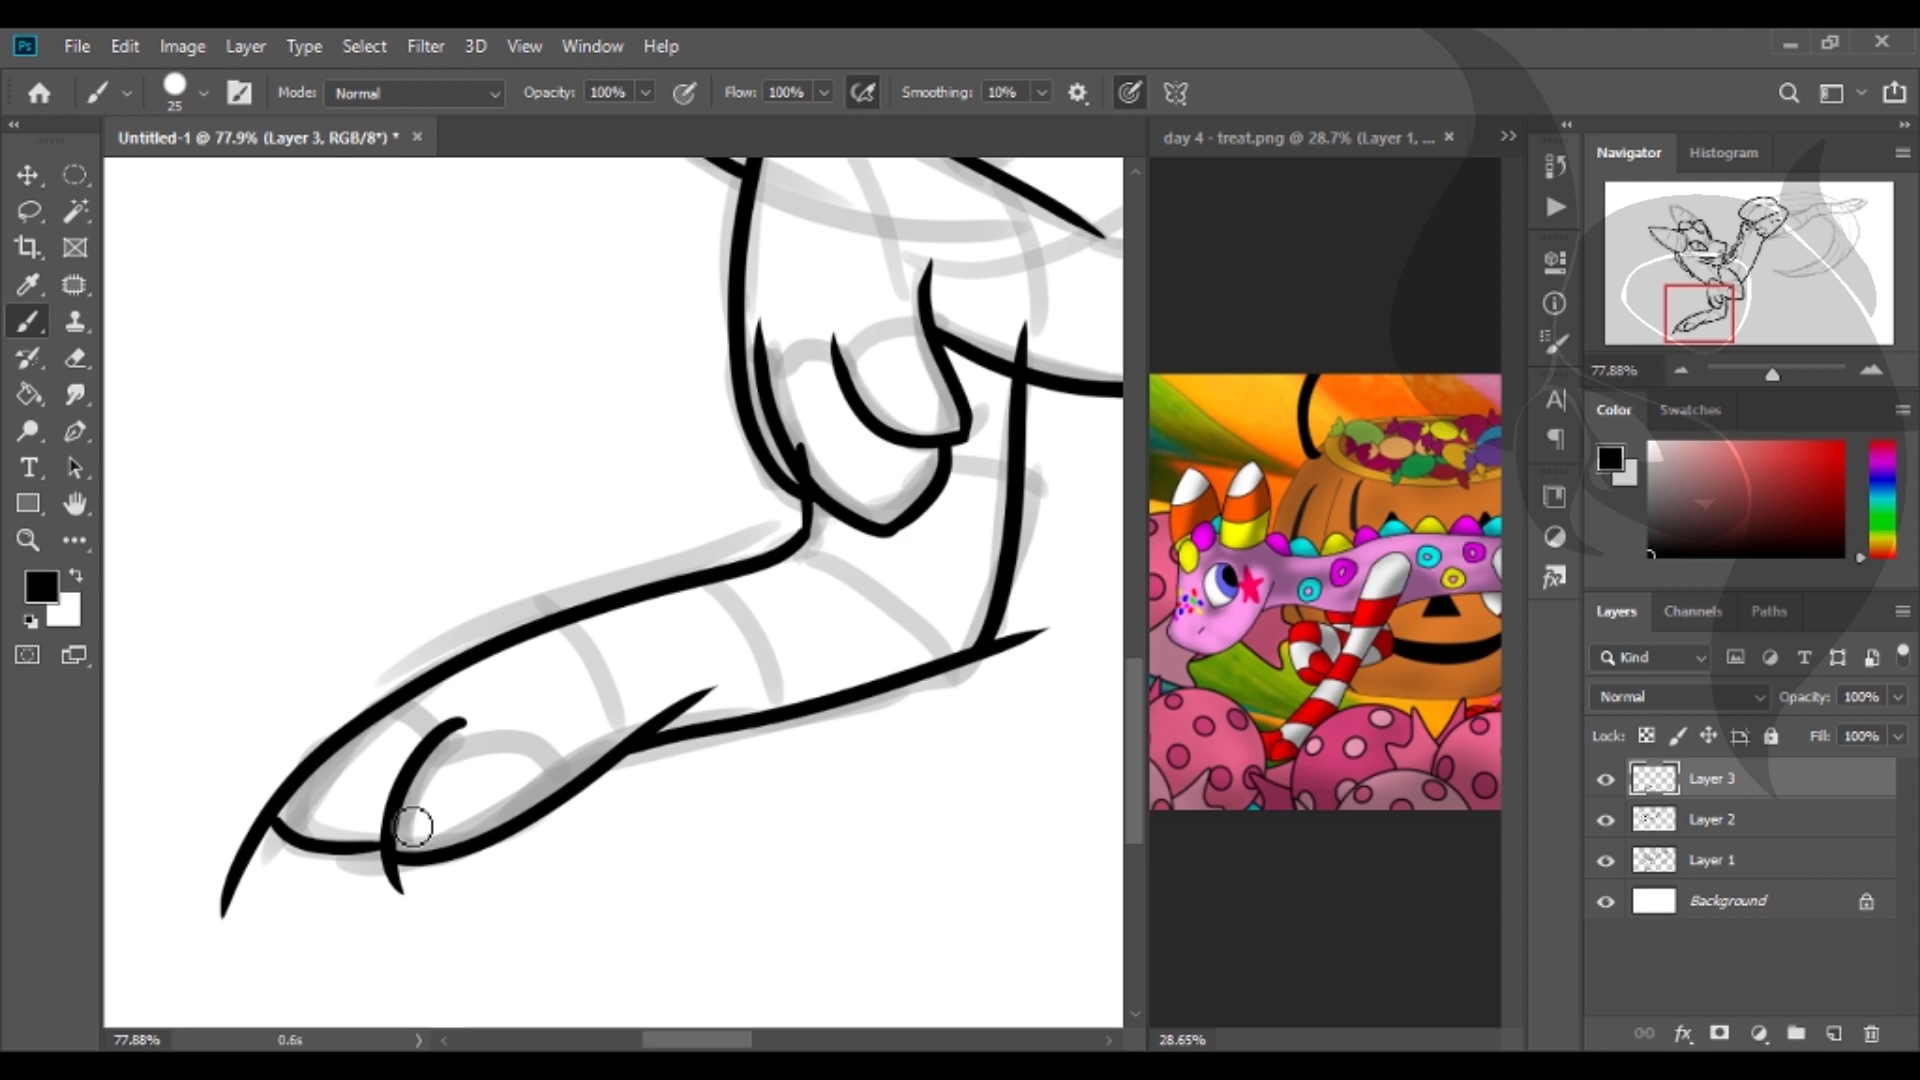 Ps File Edit Image Layer Type Select Filter 3D View Window Help
25 Mode: Normal Opacity: 100% Flow: 100% Smoothing: 10%
Untitled-1 @ 77.9% (Layer 3, RGB/8*) *
day 4 - treat.png @ 28.7% (Layer 1, ...
Navigator Histogram
77.88%
Color Swatches
Layers Channels Paths
Kind
Normal Opacity: 100%
Lock: Fill: 100%
Layer 3
Layer 2
Layer 1
Background
77.88% 0.6s
28.65%